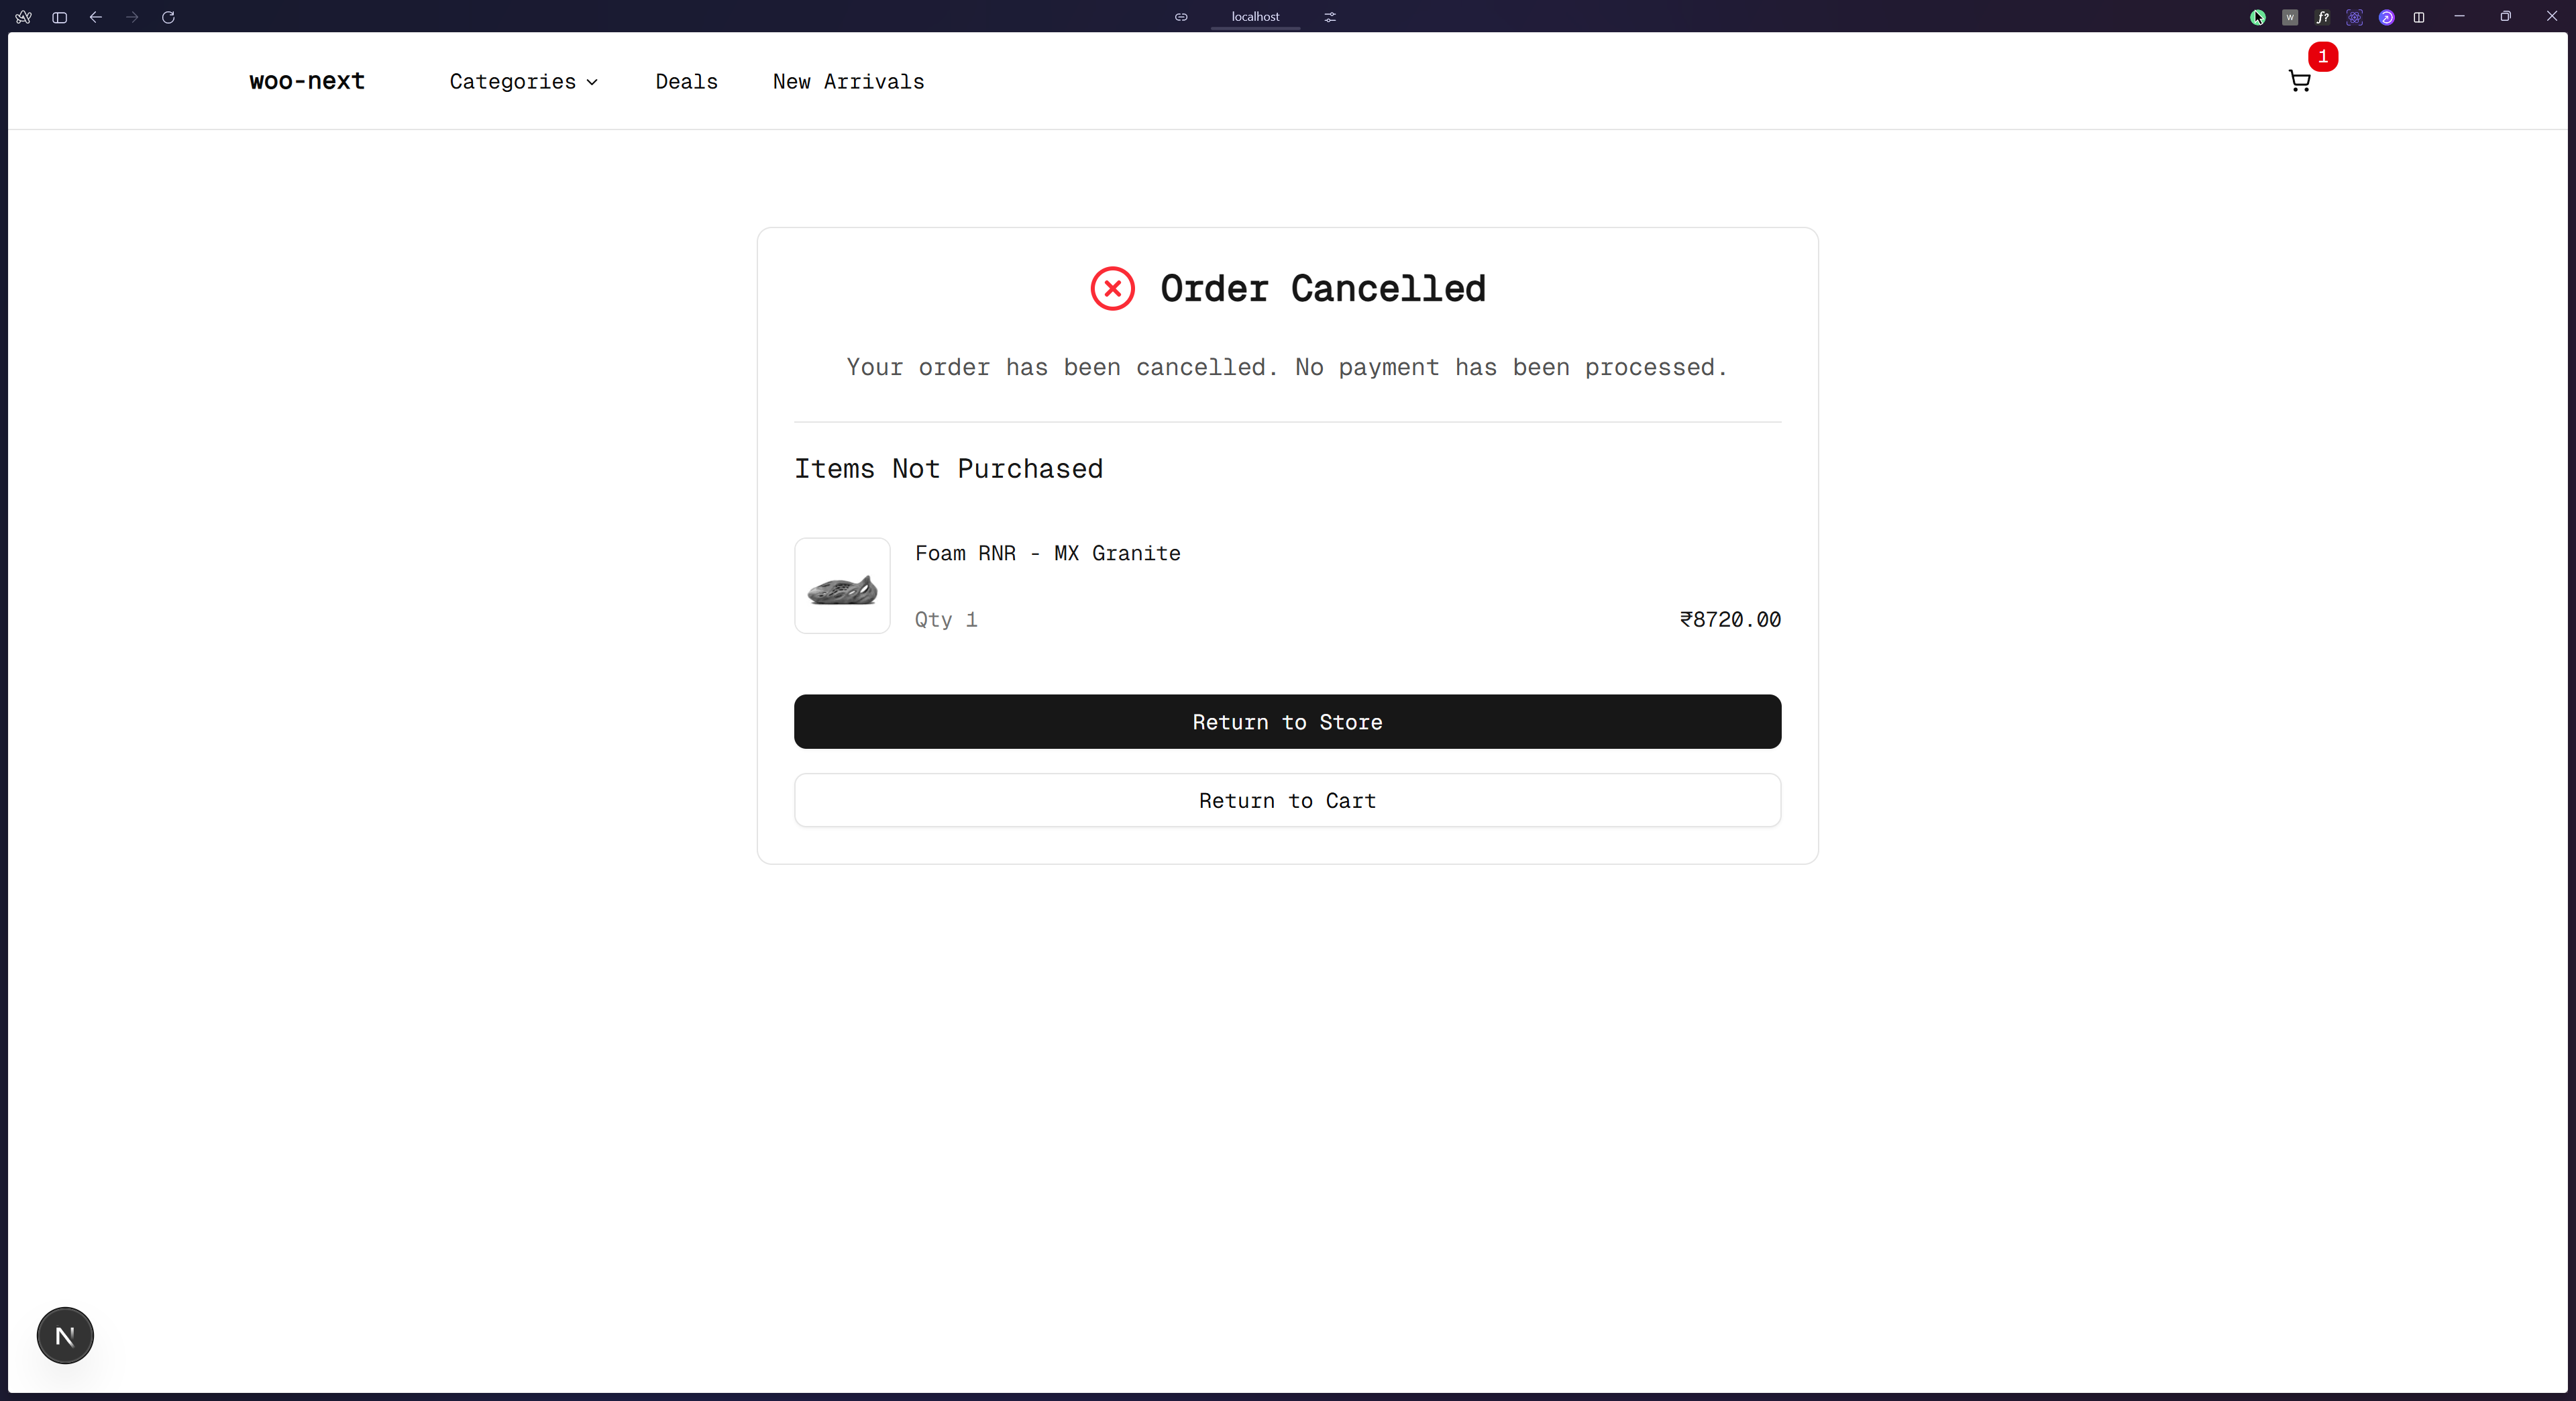 localhost
W
f?
woo-next
Categories
Deals
New Arrivals
1
Order Cancelled
Your order has been cancelled. No payment has been processed.
Items Not Purchased
Foam RNR - MX Granite
Qty 1
₹8720.00
Return to Store
Return to Cart
N